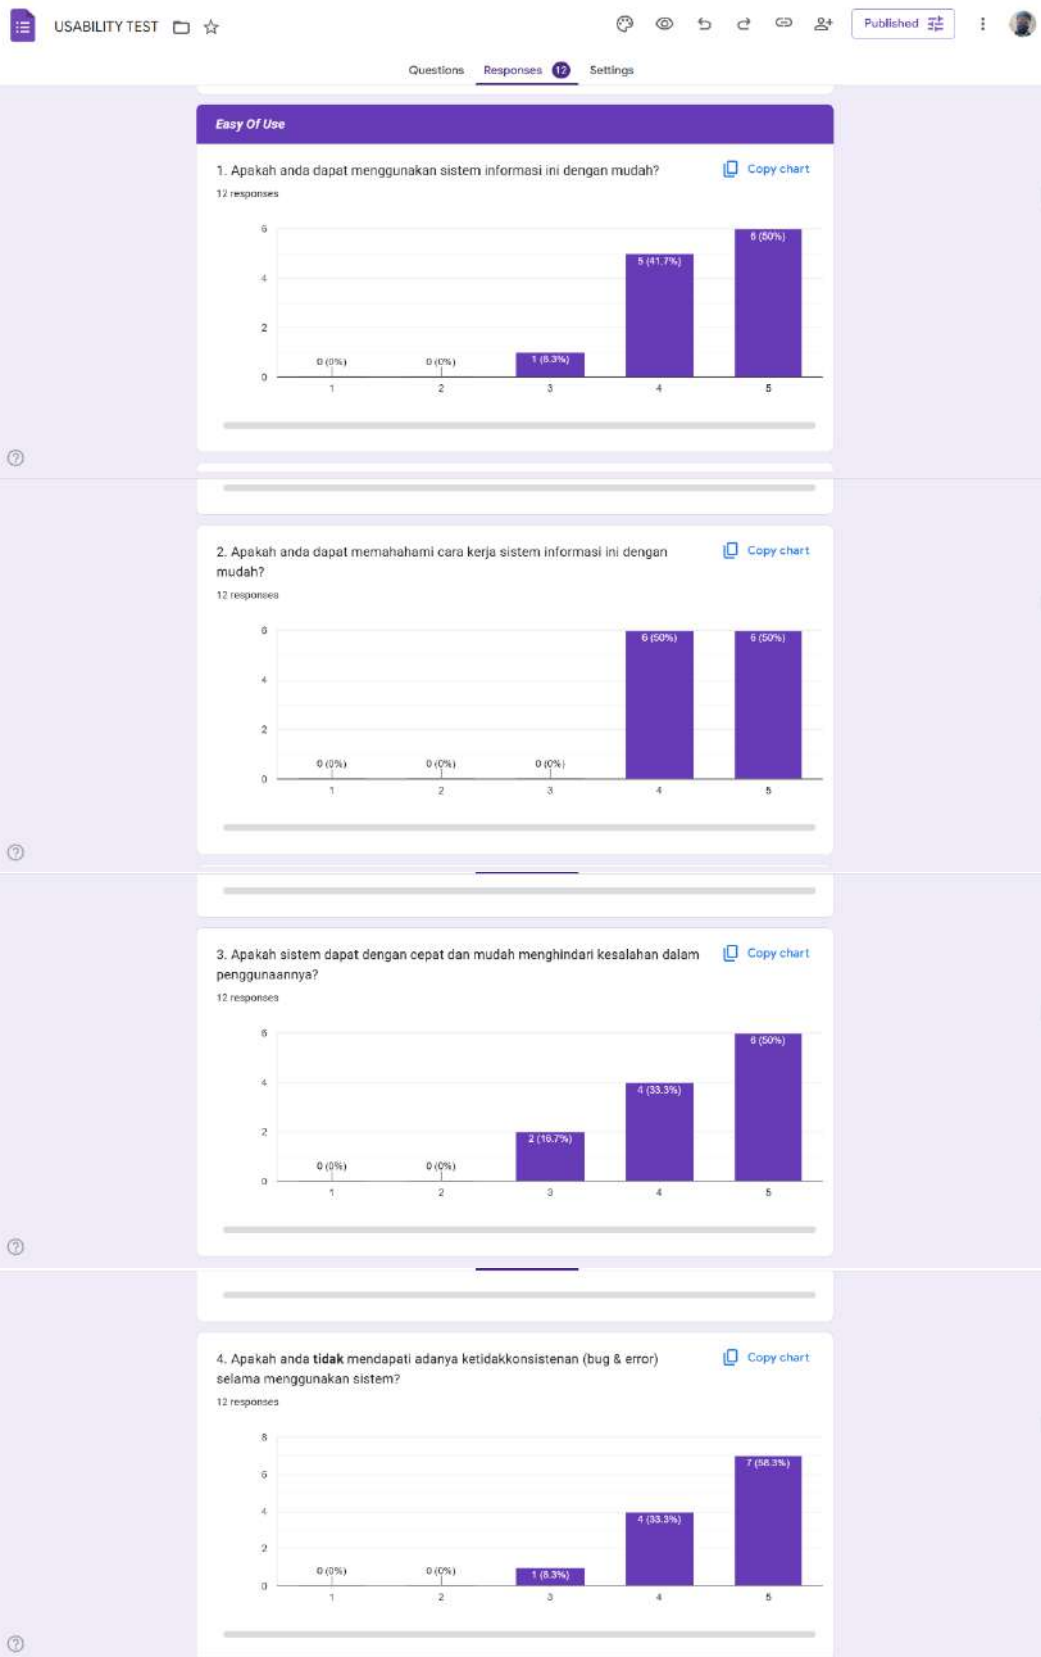 USABILITY TEST
Published
Questions Responses 12 Settings
Easy Of Use
1. Apakah anda dapat menggunakan sistem informasi ini dengan mudah?
Copy chart
12 responses
6
6 (50%)
5 (41.7%)
4
2
0 (0%) 0 (0%) 1 (8.3%)
0
1 2 3 4 5
2. Apakah anda dapat memahahami cara kerja sistem informasi ini dengan
mudah?
Copy chart
12 responses
6
6 (50%) 6 (50%)
4
2
0 (0%) 0 (0%) 0 (0%)
0
1 2 3 4 5
3. Apakah sistem dapat dengan cepat dan mudah menghindari kesalahan dalam
penggunaannya?
Copy chart
12 responses
6
6 (50%)
4
4 (33.3%)
2
2 (16.7%)
0 (0%) 0 (0%)
0
1 2 3 4 5
4. Apakah anda tidak mendapati adanya ketidakkonsistenan (bug & error)
selama menggunakan sistem?
Copy chart
12 responses
8
7 (58.3%)
6
4
4 (33.3%)
2
0 (0%) 0 (0%) 1 (8.3%)
0
1 2 3 4 5